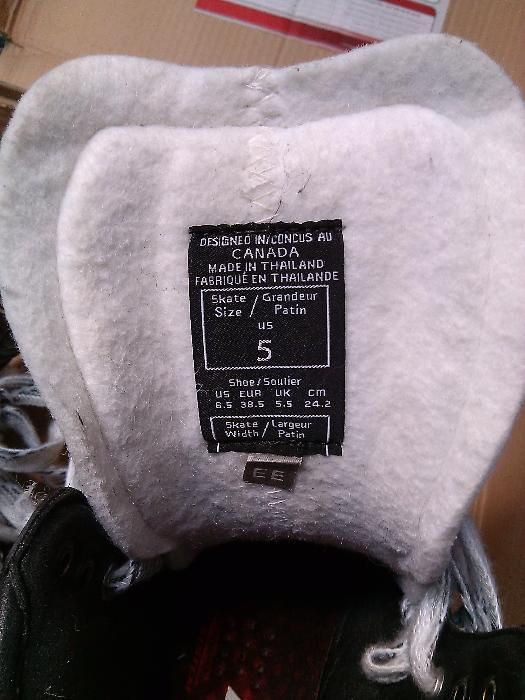 DESIGNED IN/CONCUS AU
CANADA
MADE IN THAILAND
FABRIQUÉ EN THAILANDE
Skate / Grandeur
Size / Patin
US
5
Shoe/Soulier
US EUR UK CM
6.5 38.5 5.5 24.2
Skate / Largeur
Width / Patin
EE